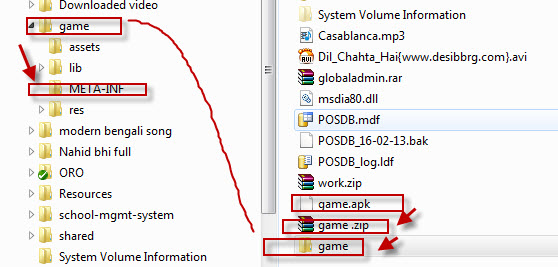 Downloaded video
game
assets
lib
META-INF
res
modern bengali song
Nahid bhi full
ORO
Resources
school-mgmt-system
shared
System Volume Information
System Volume Information
Casablanca.mp3
Dil_Chahta_Hai{www.desibbrg.com}.avi
globaladmin.rar
msdia80.dll
POSDB.mdf
POSDB_16-02-13.bak
POSDB_log.ldf
work.zip
game.apk
game .zip
game